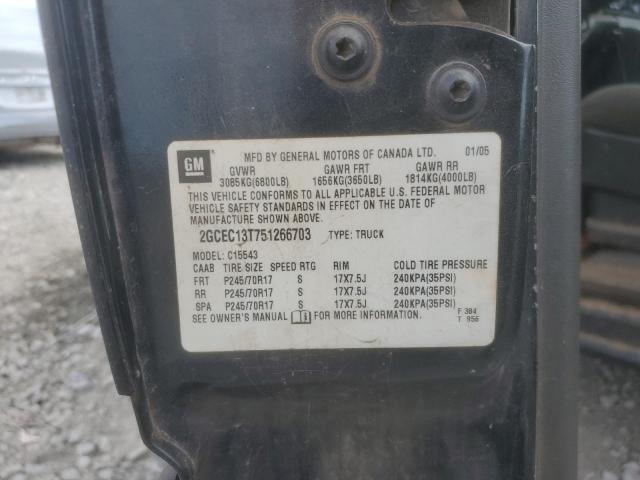 GM
MFD BY GENERAL MOTORS OF CANADA LTD. 01/05
GVWR GAWR FRT GAWR RR
3085KG(6800LB) 1656KG(3650LB) 1814KG(4000LB)
THIS VEHICLE CONFORMS TO ALL APPLICABLE U.S. FEDERAL MOTOR
VEHICLE SAFETY STANDARDS IN EFFECT ON THE DATE OF
MANUFACTURE SHOWN ABOVE.
2GCEC13T751266703 TYPE: TRUCK
MODEL: C15543
CAAB TIRE SIZE SPEED RTG RIM COLD TIRE PRESSURE
FRT P245/70R17 S 17X7.5J 240KPA(35PSI)
RR P245/70R17 S 17X7.5J 240KPA(35PSI)
SPA P245/70R17 S 17X7.5J 240KPA(35PSI)
SEE OWNER'S MANUAL FOR MORE INFORMATION.
F 384
T 956